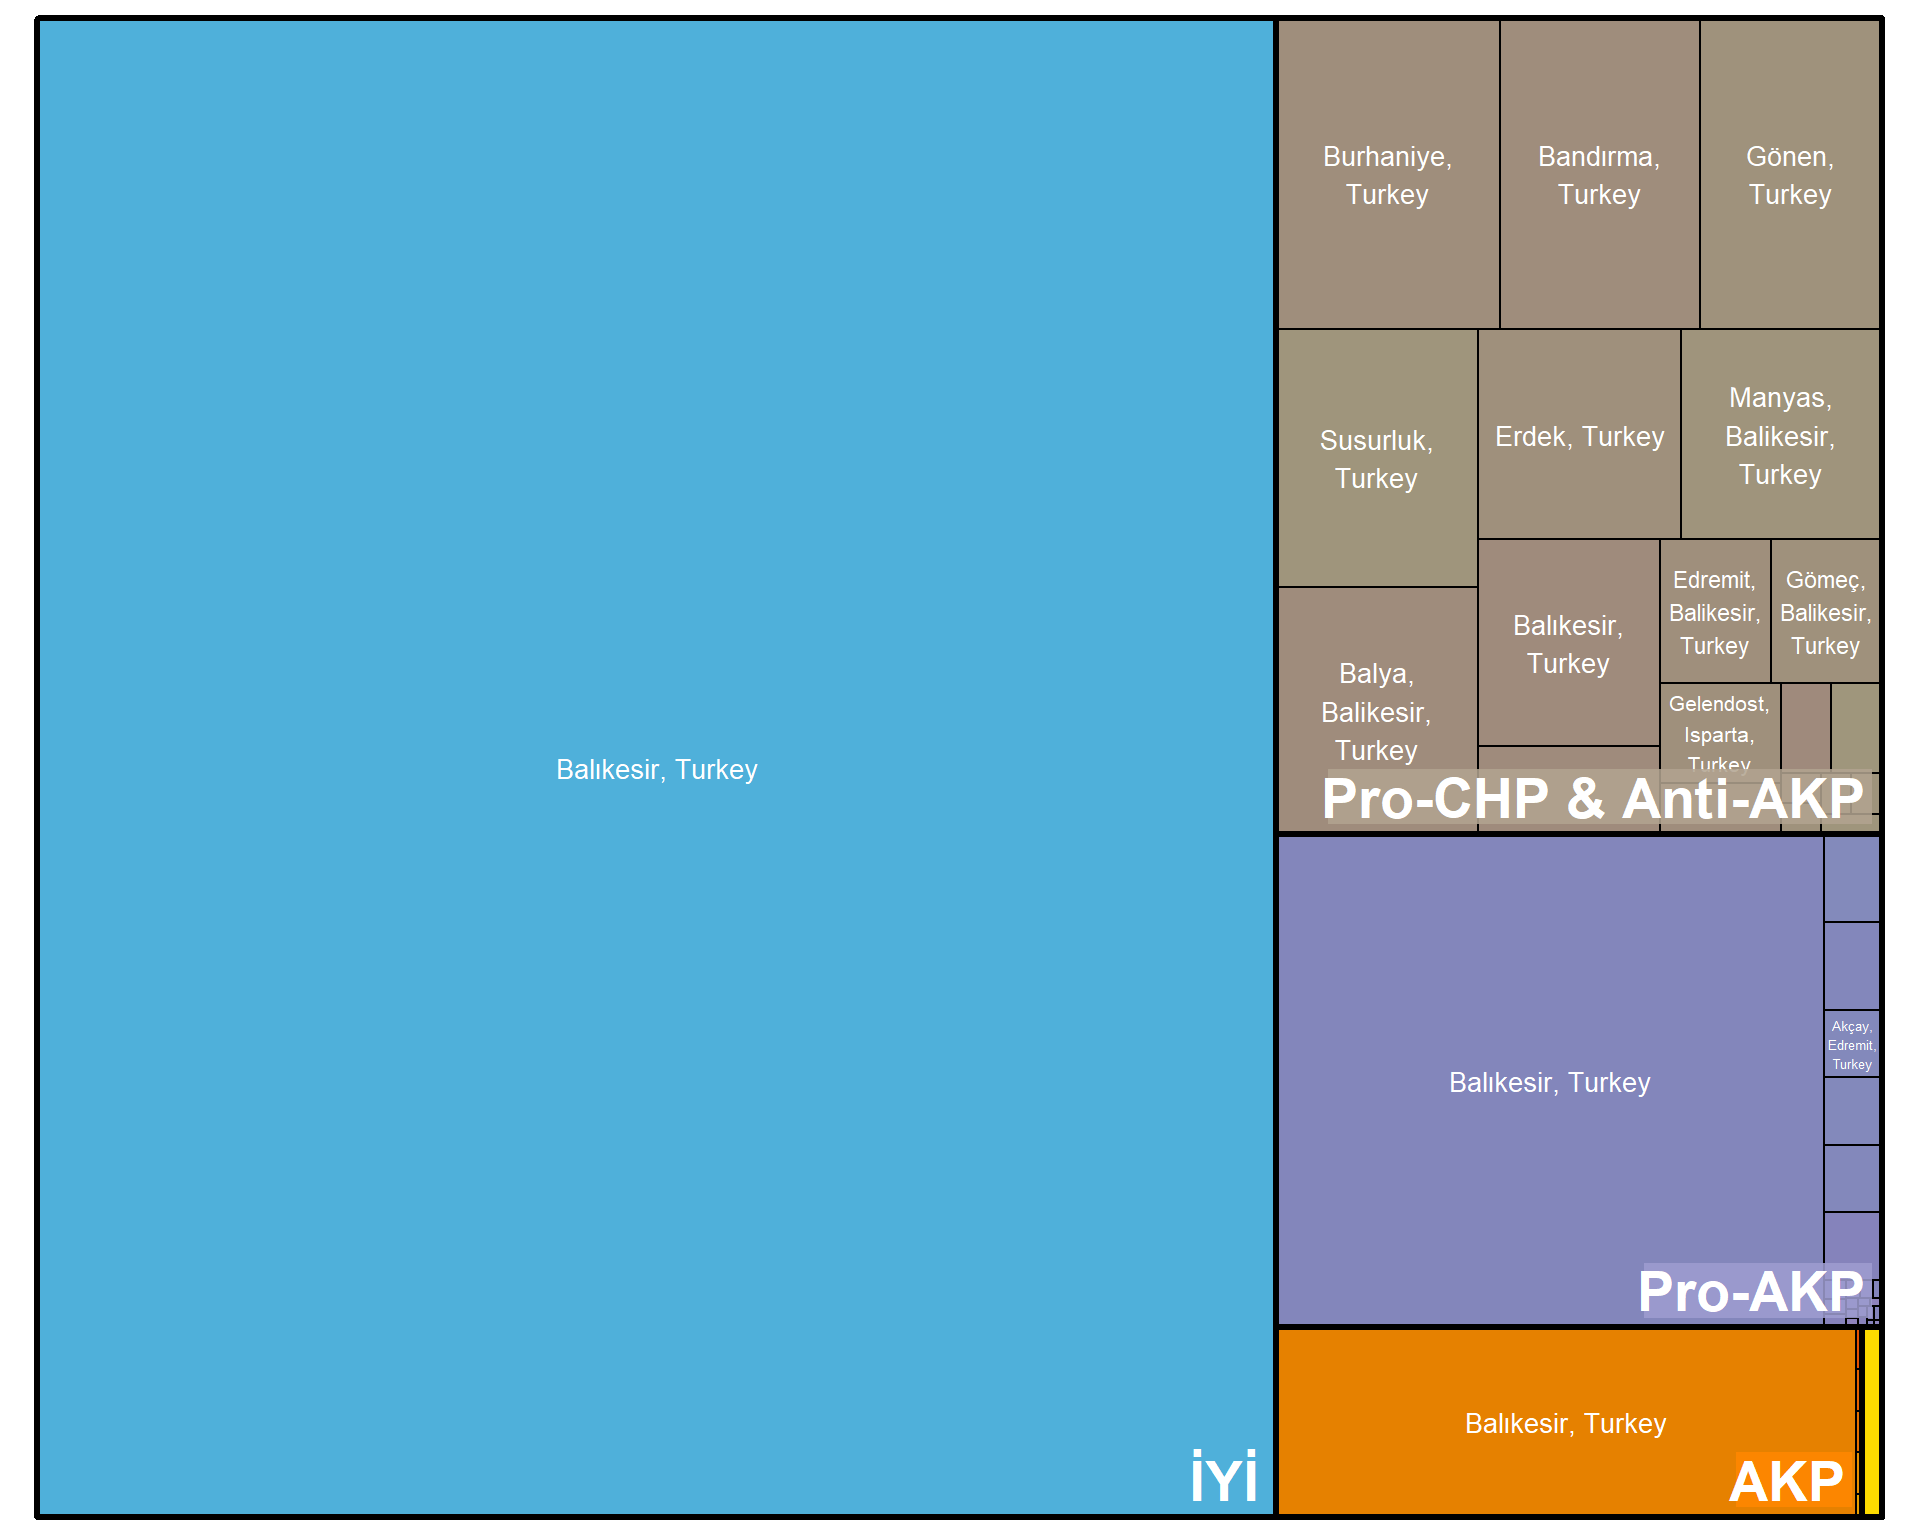 Balıkesir, Turkey
İYİ
Burhaniye,
Turkey
Bandırma,
Turkey
Gönen,
Turkey
Susurluk,
Turkey
Erdek, Turkey
Manyas,
Balikesir,
Turkey
Balya,
Balikesir,
Turkey
Balıkesir,
Turkey
Edremit,
Balikesir,
Turkey
Gömeç,
Balikesir,
Turkey
Gelendost,
Isparta,
Turkey
Pro-CHP & Anti-AKP
Balıkesir, Turkey
Akçay,
Edremit,
Turkey
Pro-AKP
Balıkesir, Turkey
AKP